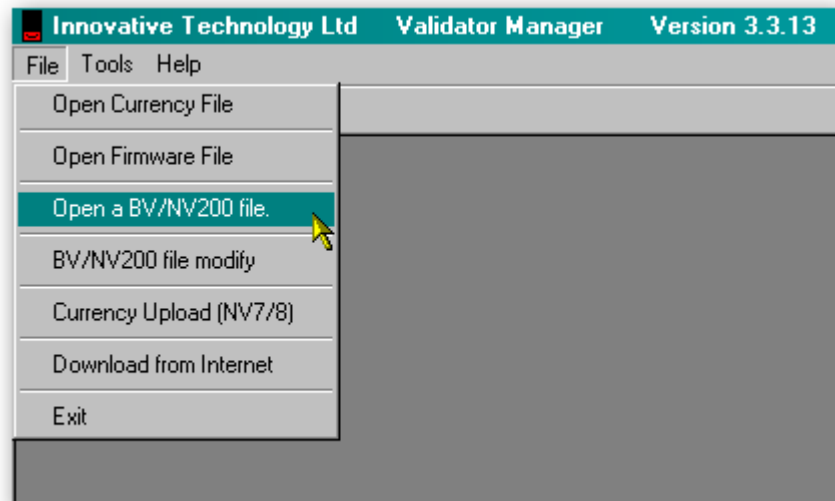 Innovative Technology Ltd Validator Manager Version 3.3.13
File Tools Help
Open Currency File
Open Firmware File
Open a BV/NV200 file.
BV/NV200 file modify
Currency Upload (NV7/8)
Download from Internet
Exit